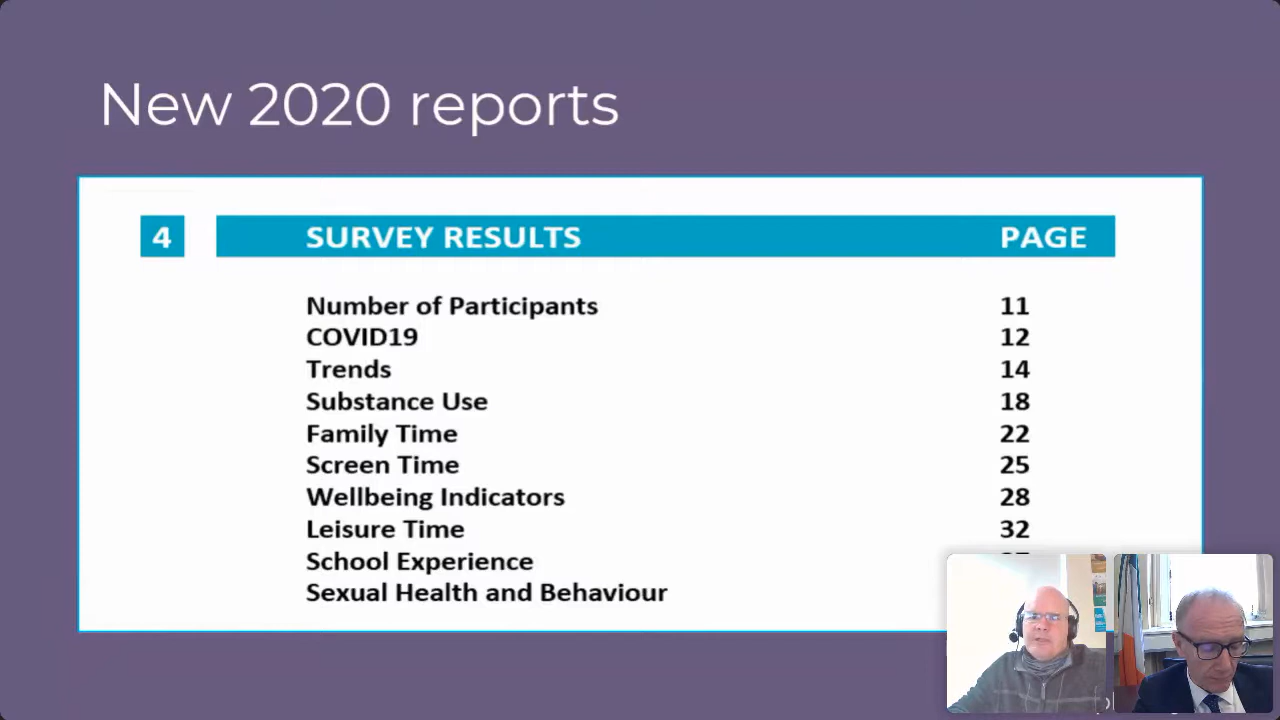 New 2020 reports
4 SURVEY RESULTS PAGE
Number of Participants 11
COVID19 12
Trends 14
Substance Use 18
Family Time 22
Screen Time 25
Wellbeing Indicators 28
Leisure Time 32
School Experience
Sexual Health and Behaviour